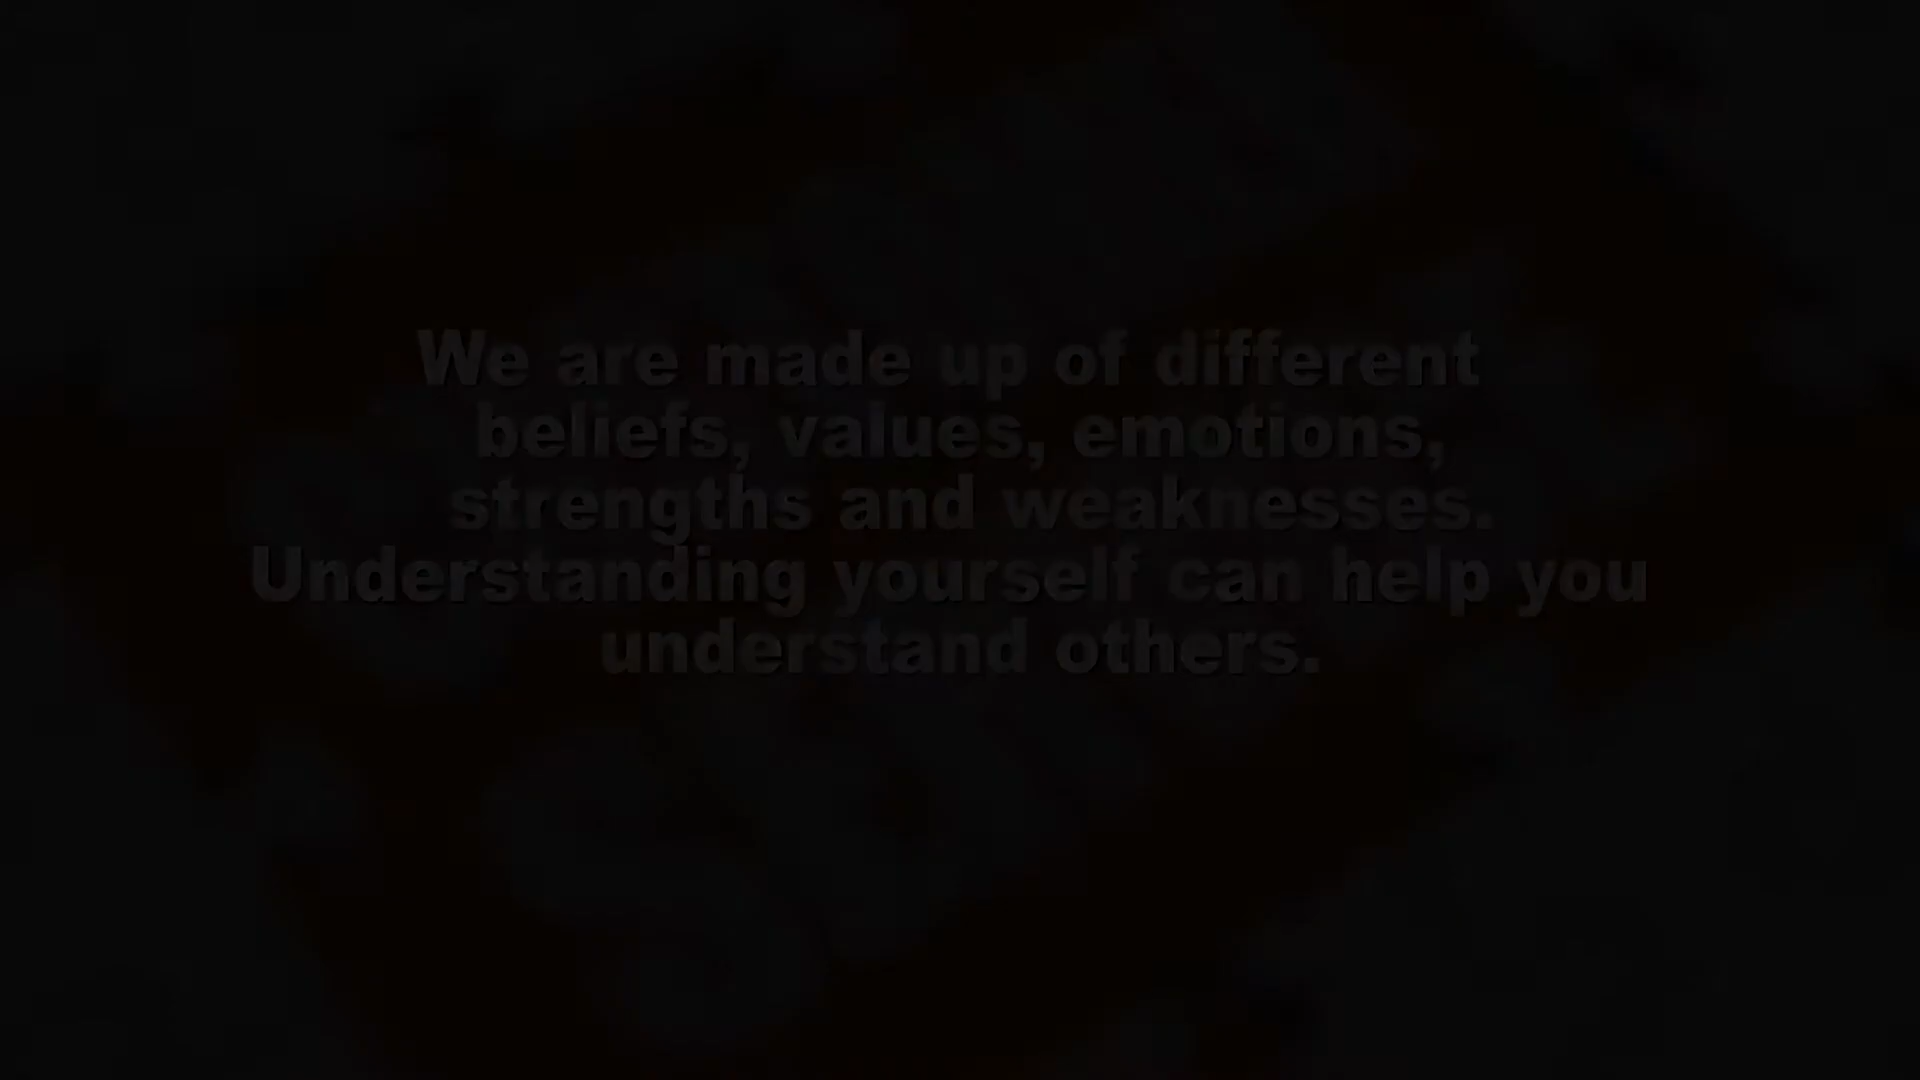 We are made up of different
beliefs, values, emotions,
strengths and weaknesses.
Understanding yourself can help you
understand others.